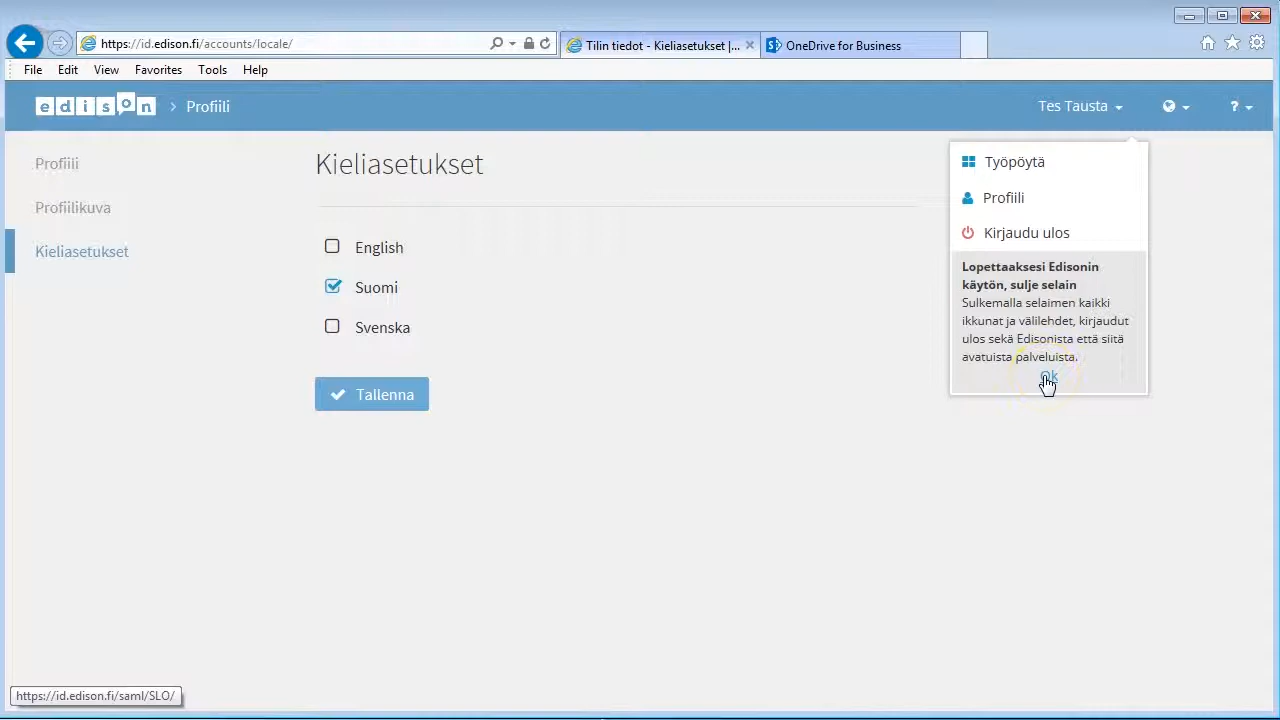 https://id.edison.fi/accounts/locale/
Tilin tiedot - Kieliasetukset |...
OneDrive for Business
File Edit View Favorites Tools Help
edison > Profiili
Tes Tausta
?
Profiili
Profiilikuva
Kieliasetukset
Kieliasetukset
English
Suomi
Svenska
Tallenna
Työpöytä
Profiili
Kirjaudu ulos
Lopettaaksesi Edisonin
käytön, sulje selain
Sulkemalla selaimen kaikki
ikkunat ja välilehdet, kirjaudut
ulos sekä Edisonista että siitä
avatuista palveluista.
Ok
https://id.edison.fi/saml/SLO/